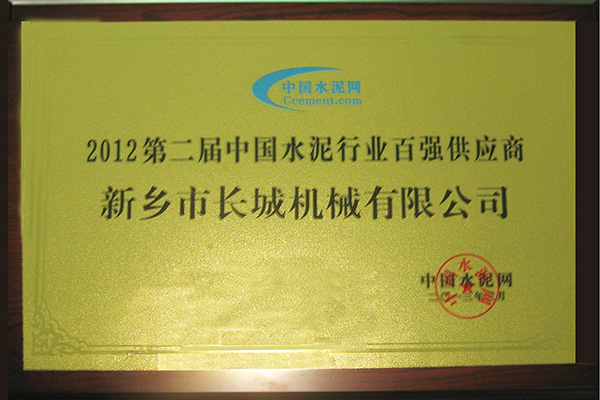 中国水泥网
Ccement.com
2012第二届中国水泥行业百强供应商
新乡市长城机械有限公司
中国水泥网